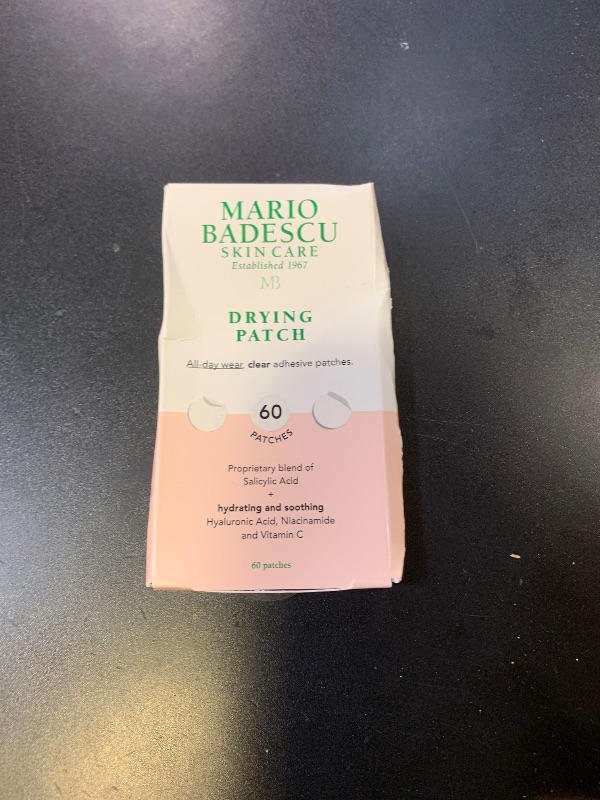 MARIO
BADESCU
SKIN CARE
Established 1967
MB
DRYING
PATCH
All-day wear, clear adhesive patches.
60
PATCHES
Proprietary blend of
Salicylic Acid
+
hydrating and soothing
Hyaluronic Acid, Niacinamide
and Vitamin C
60 patches